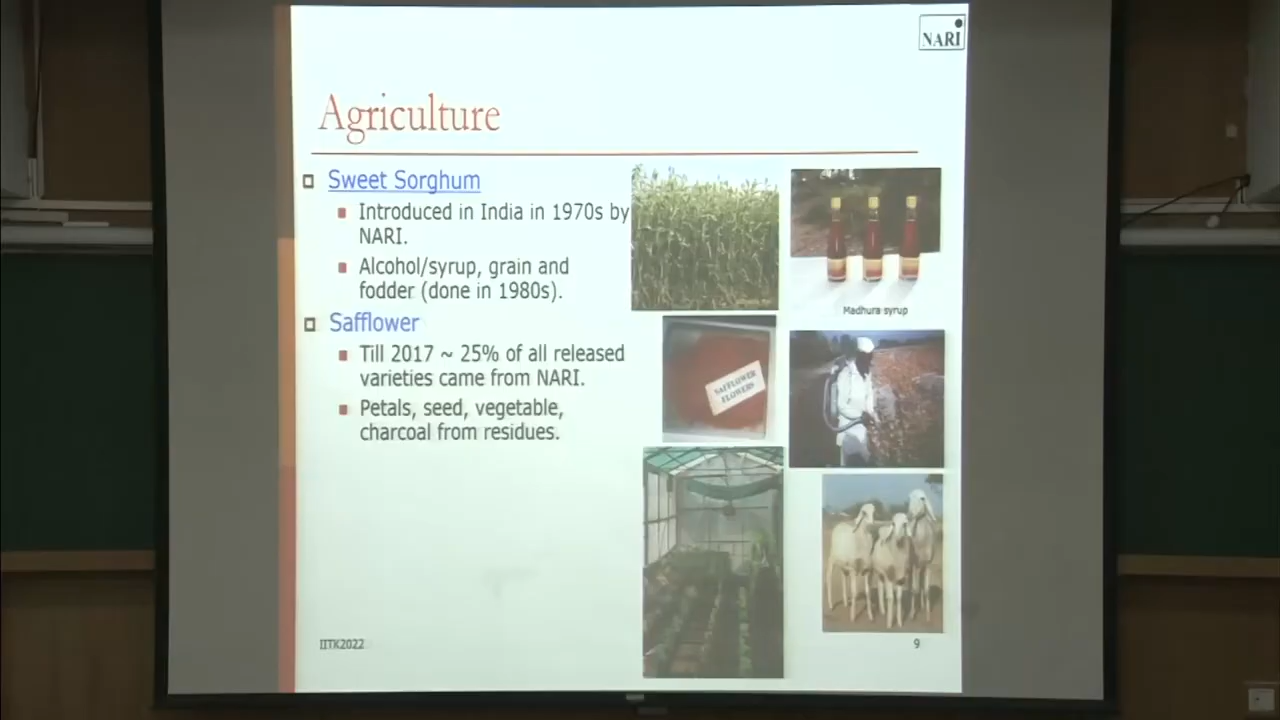 NARI
Agriculture
Sweet Sorghum
Introduced in India in 1970s by
NARI.
Alcohol/syrup, grain and
fodder (done in 1980s).
Safflower
Till 2017 ~ 25% of all released
varieties came from NARI.
Petals, seed, vegetable,
charcoal from residues.
Madhura syrup
SAFFLOWER
FLOWERS
IITK2022
9